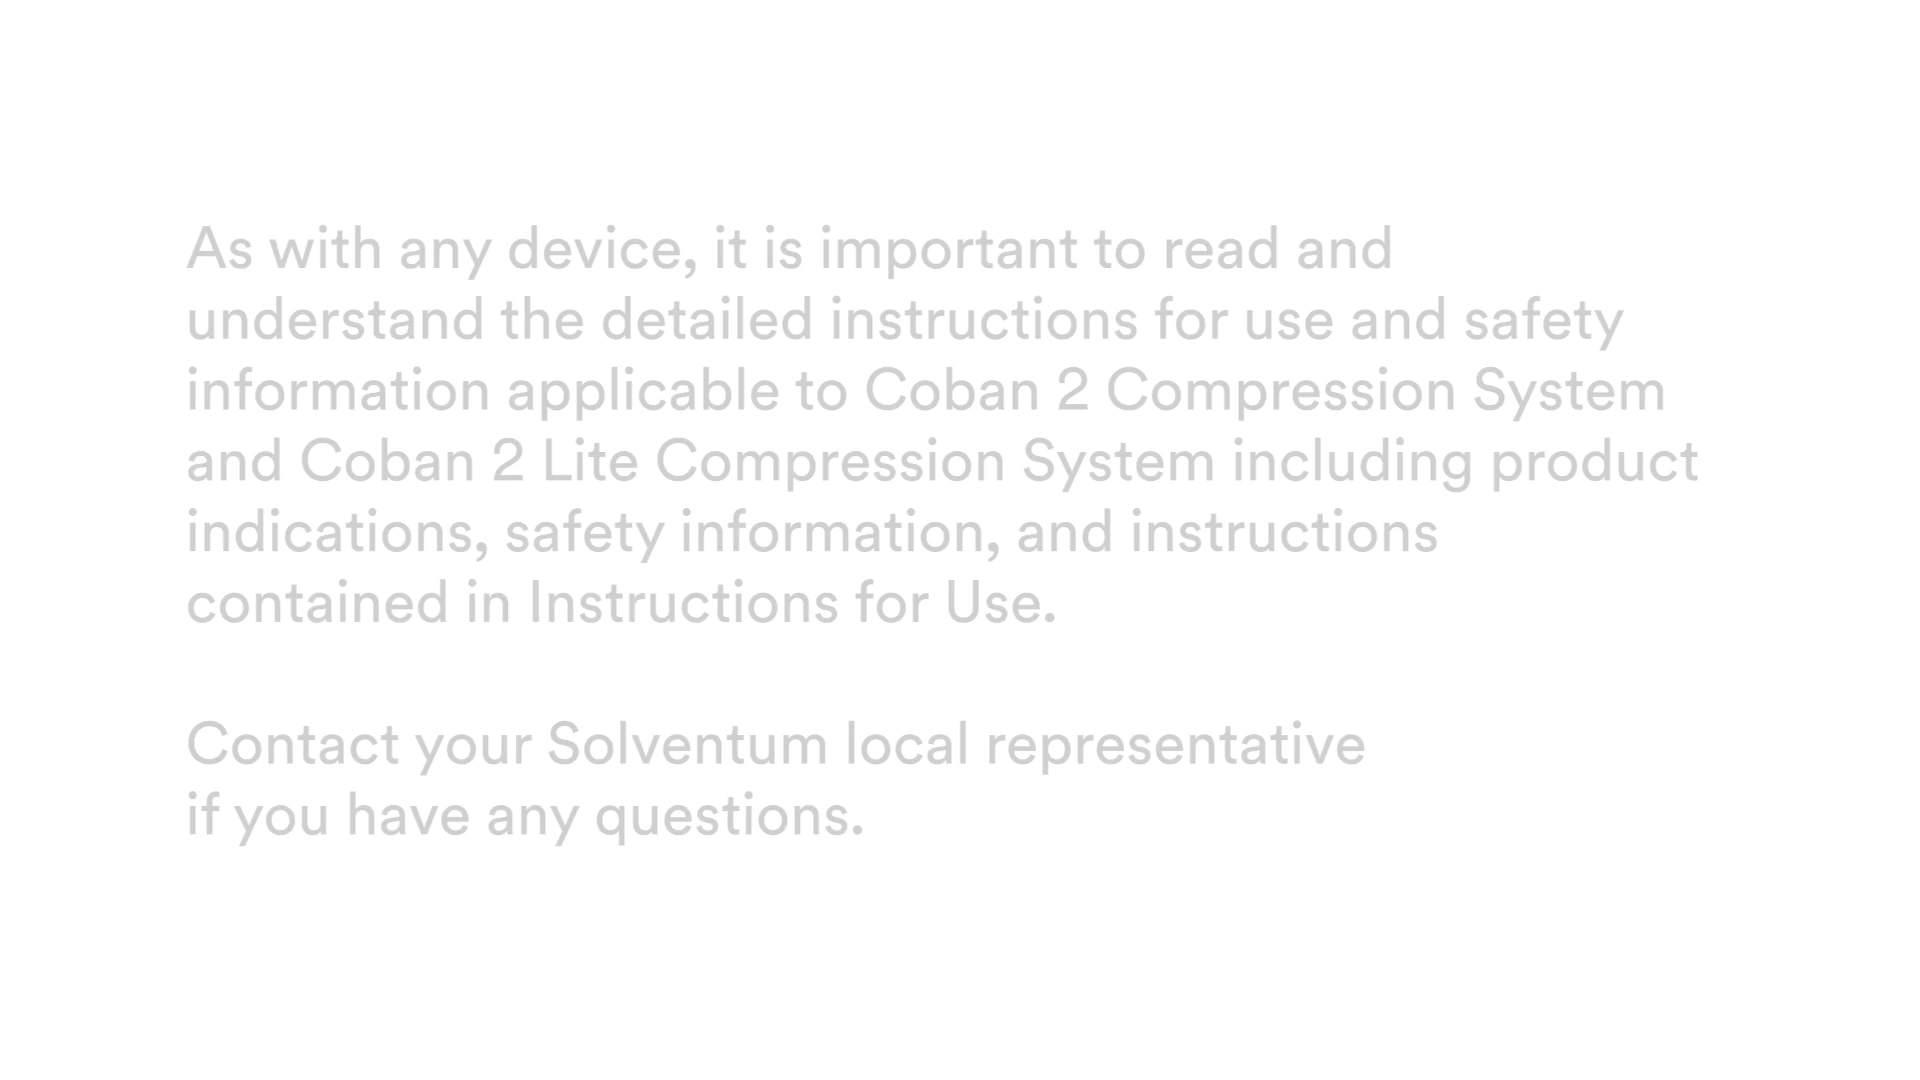 As with any device, it is important to read and
understand the detailed instructions for use and safety
information applicable to Coban 2 Compression System
and Coban 2 Lite Compression System including product
indications, safety information, and instructions
contained in Instructions for Use.
Contact your Solventum local representative
if you have any questions.